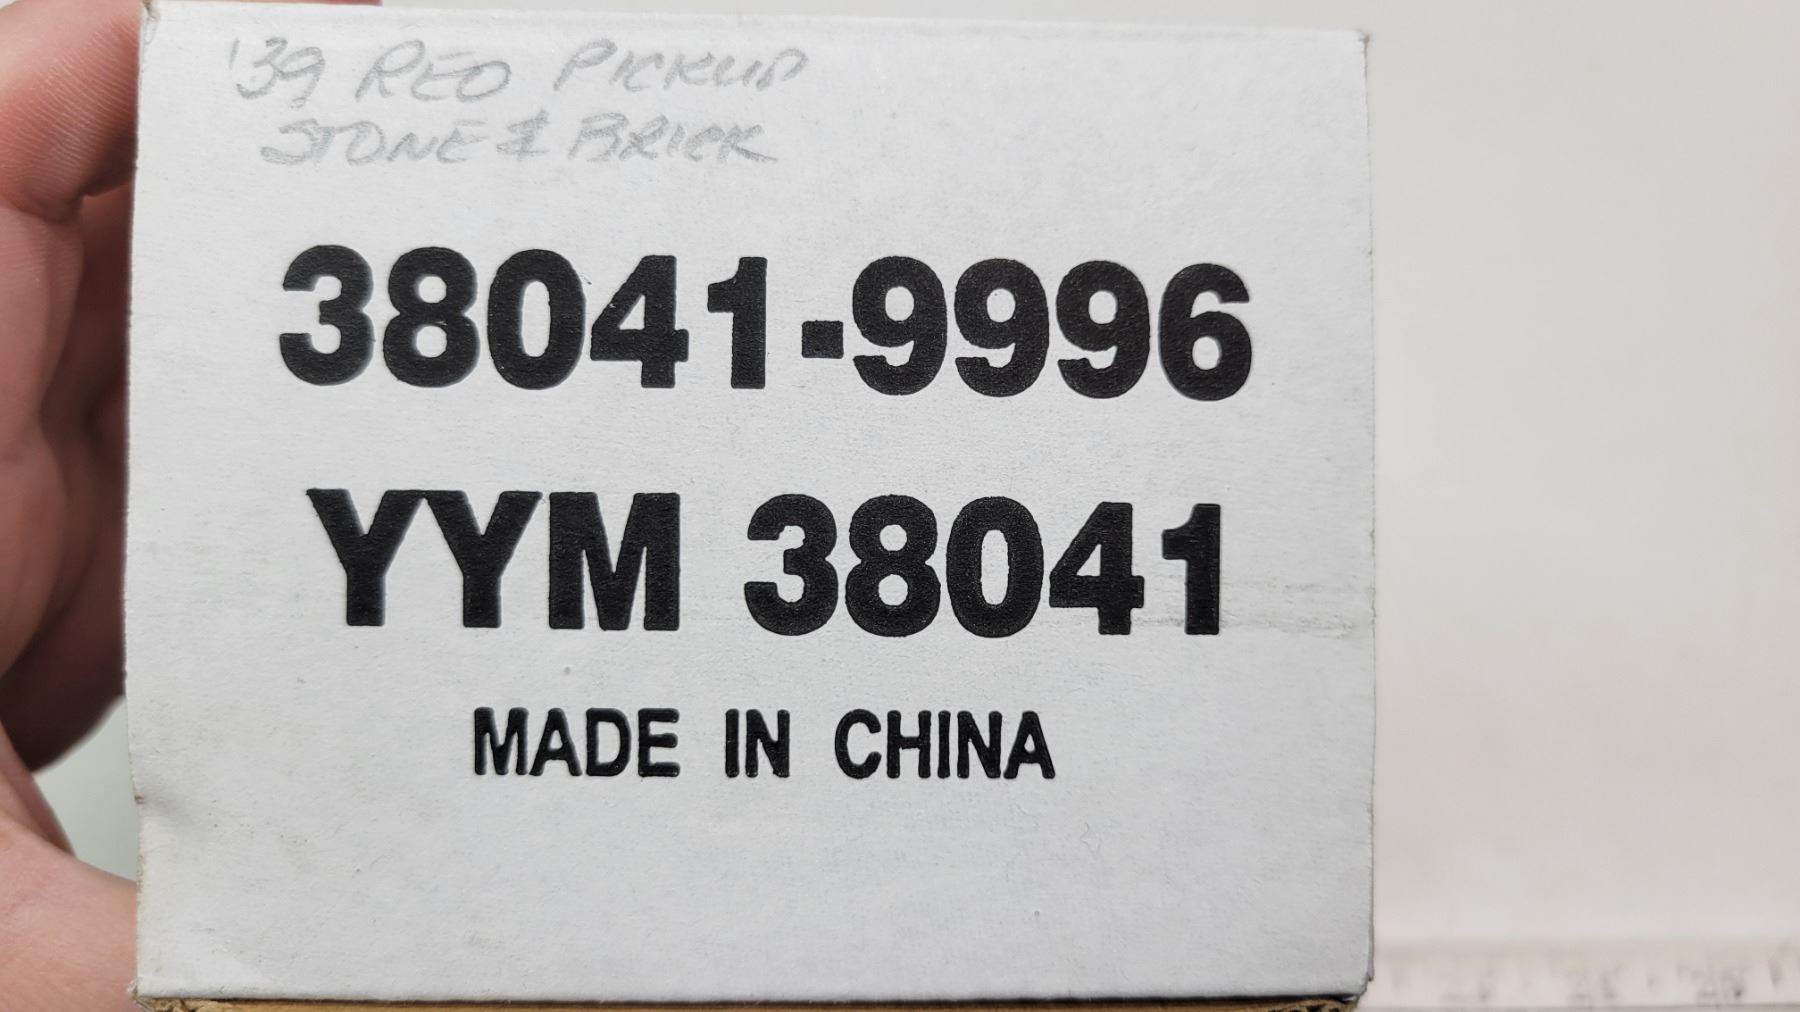 '39 REO PICKUP
STONE & BRICK
38041-9996
YYM 38041
MADE IN CHINA